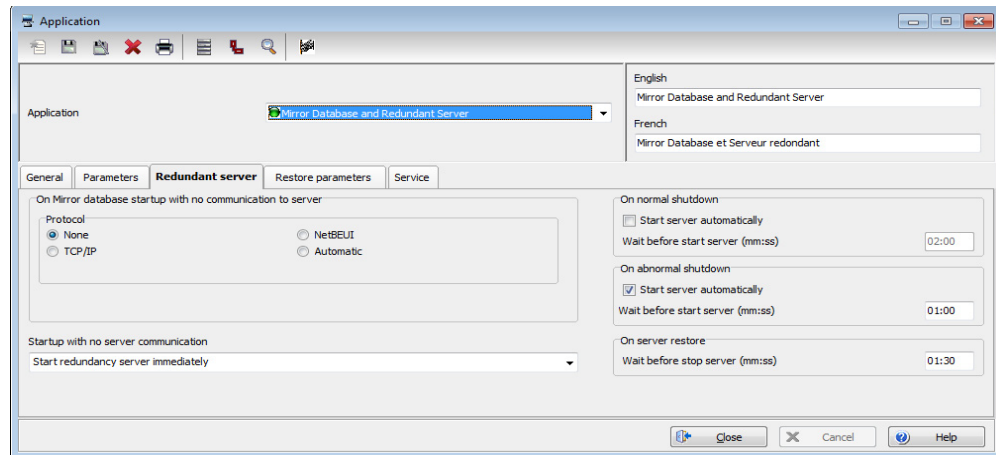 Application
Application
Mirror Database and Redundant Server
English
Mirror Database and Redundant Server
French
Mirror Database et Serveur redondant
General
Parameters
Redundant server
Restore parameters
Service
On Mirror database startup with no communication to server
Protocol
None
NetBEUI
TCP/IP
Automatic
Startup with no server communication
Start redundancy server immediately
On normal shutdown
Start server automatically
Wait before start server (mm:ss) 02:00
On abnormal shutdown
Start server automatically
Wait before start server (mm:ss) 01:00
On server restore
Wait before stop server (mm:ss) 01:30
Close
Cancel
Help